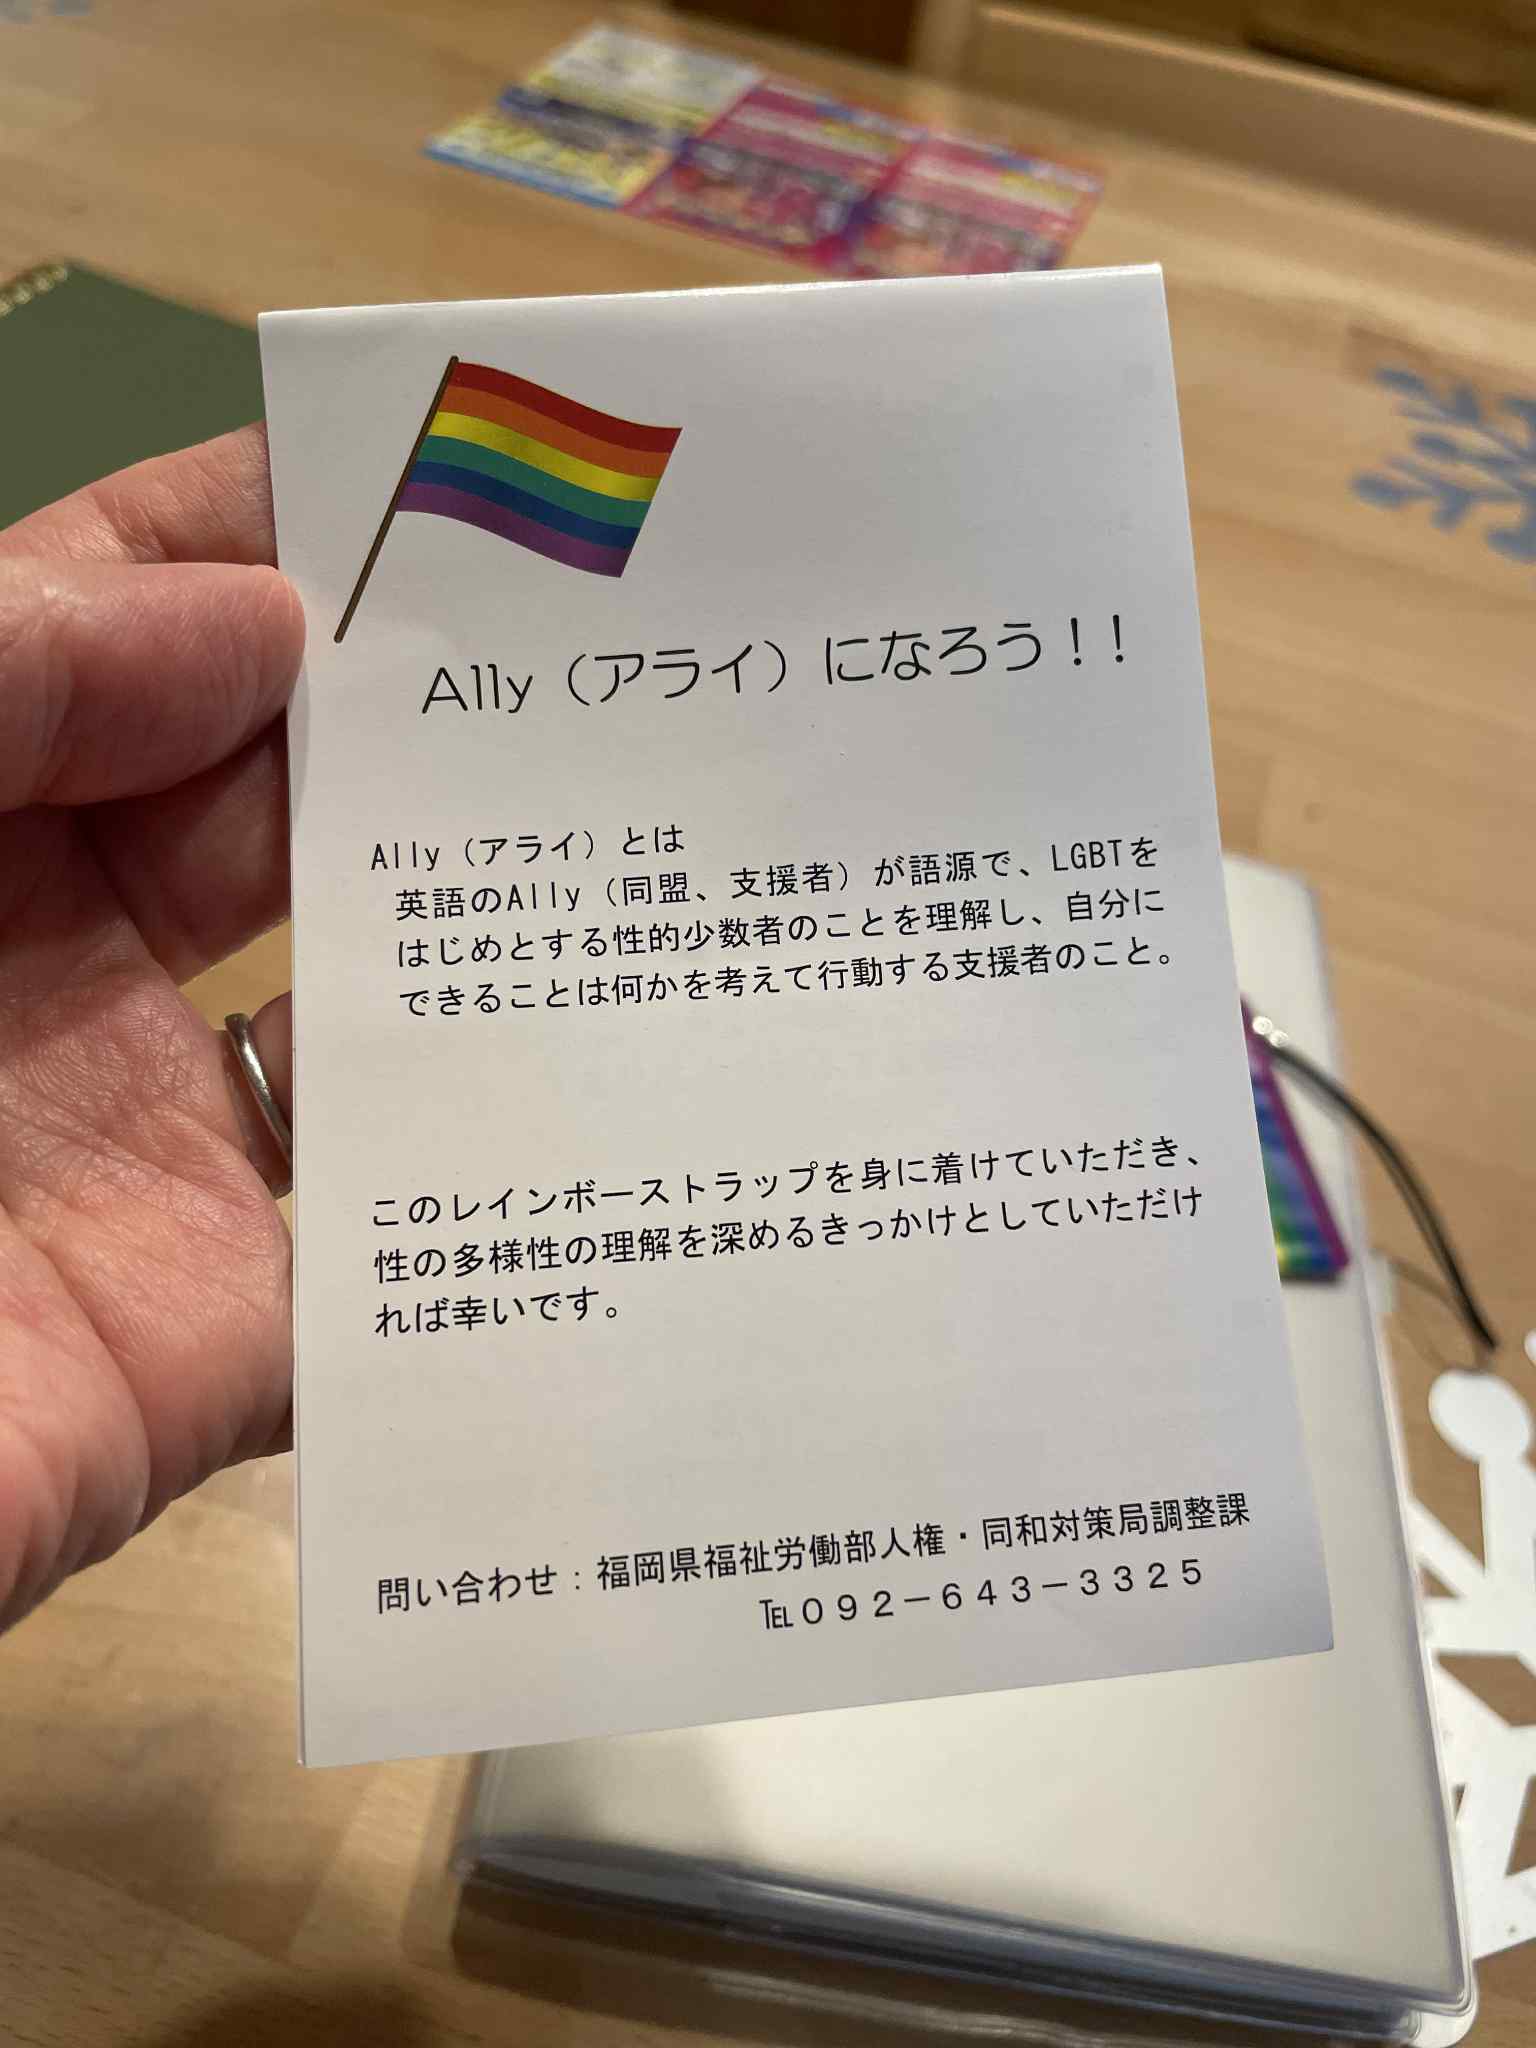 Ally（アライ）になろう！！
Ally（アライ）とは
英語のAlly（同盟、支援者）が語源で、LGBTを
はじめとする性的少数者のことを理解し、自分に
できることは何かを考えて行動する支援者のこと。
このレインボーストラップを身に着けていただき、
性の多様性の理解を深めるきっかけとしていただけ
れば幸いです。
問い合わせ：福岡県福祉労働部人権・同和対策局調整課
℡０９２－６４３－３３２５